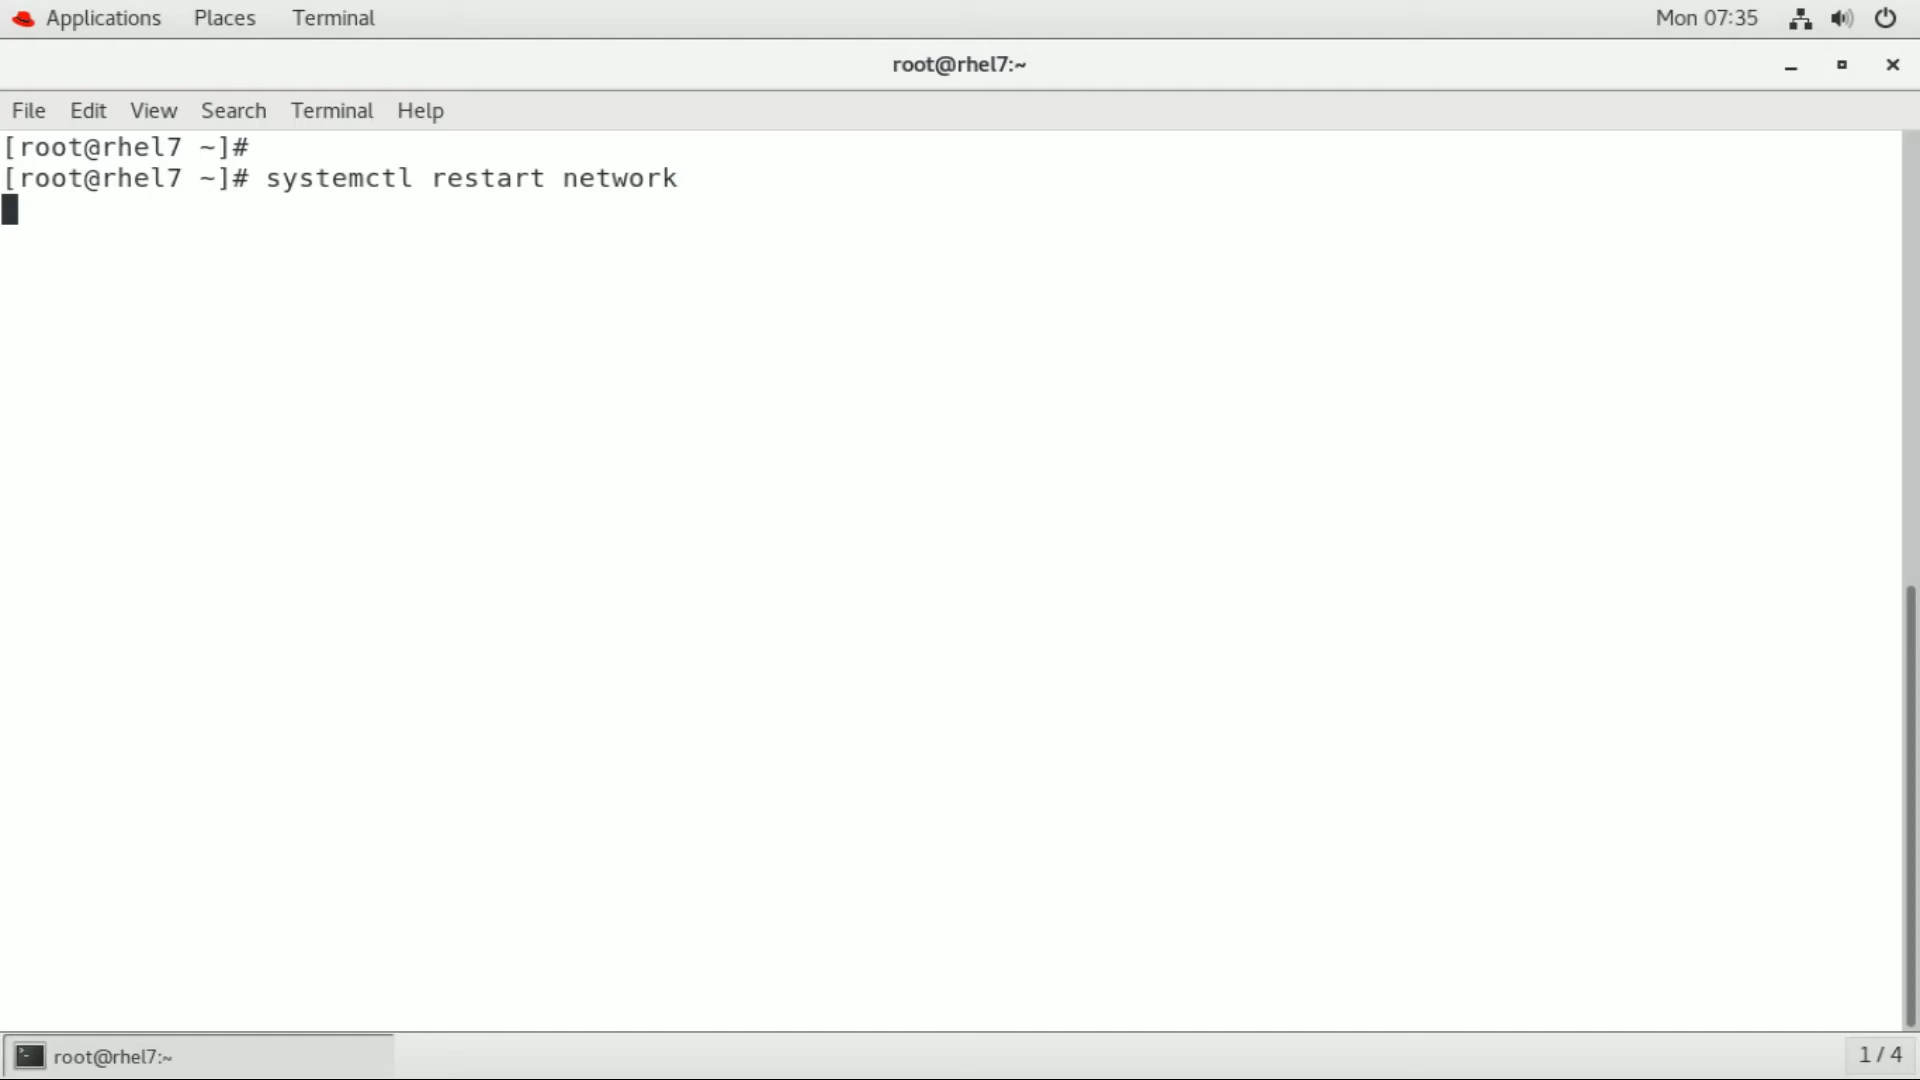 Applications Places Terminal Mon 07:35
root@rhel7:~
File Edit View Search Terminal Help
[root@rhel7 ~]#
[root@rhel7 ~]# systemctl restart network
root@rhel7:~ 1 / 4